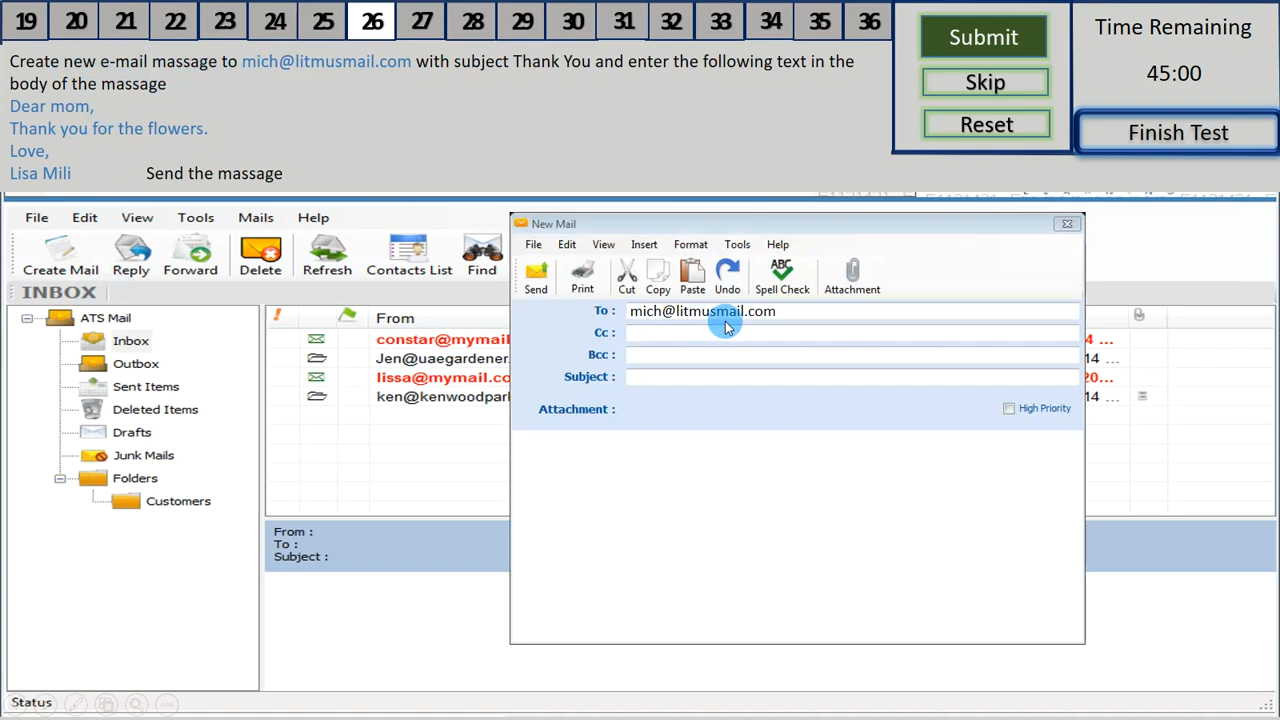 19 20 21 22 23 24 25 26 27 28 29 30 31 32 33 34 35 36
Submit
Skip
Reset
Time Remaining
45:00
Finish Test
Create new e-mail massage to mich@litmusmail.com with subject Thank You and enter the following text in the
body of the massage
Dear mom,
Thank you for the flowers.
Love,
Lisa Mili Send the massage
File Edit View Tools Mails Help
Create Mail Reply Forward Delete Refresh Contacts List Find
INBOX
ATS Mail
Inbox
Outbox
Sent Items
Deleted Items
Drafts
Junk Mails
Folders
Customers
From
constar@mymail 4 ...
Jen@uaegardener. 14 ...
lissa@mymail.co 20...
ken@kenwoodpark 14 ...
From :
To :
Subject :
New Mail
File Edit View Insert Format Tools Help
ABC
Send Print Cut Copy Paste Undo Spell Check Attachment
To : mich@litmusmail.com
Cc :
Bcc :
Subject :
Attachment : High Priority
Status